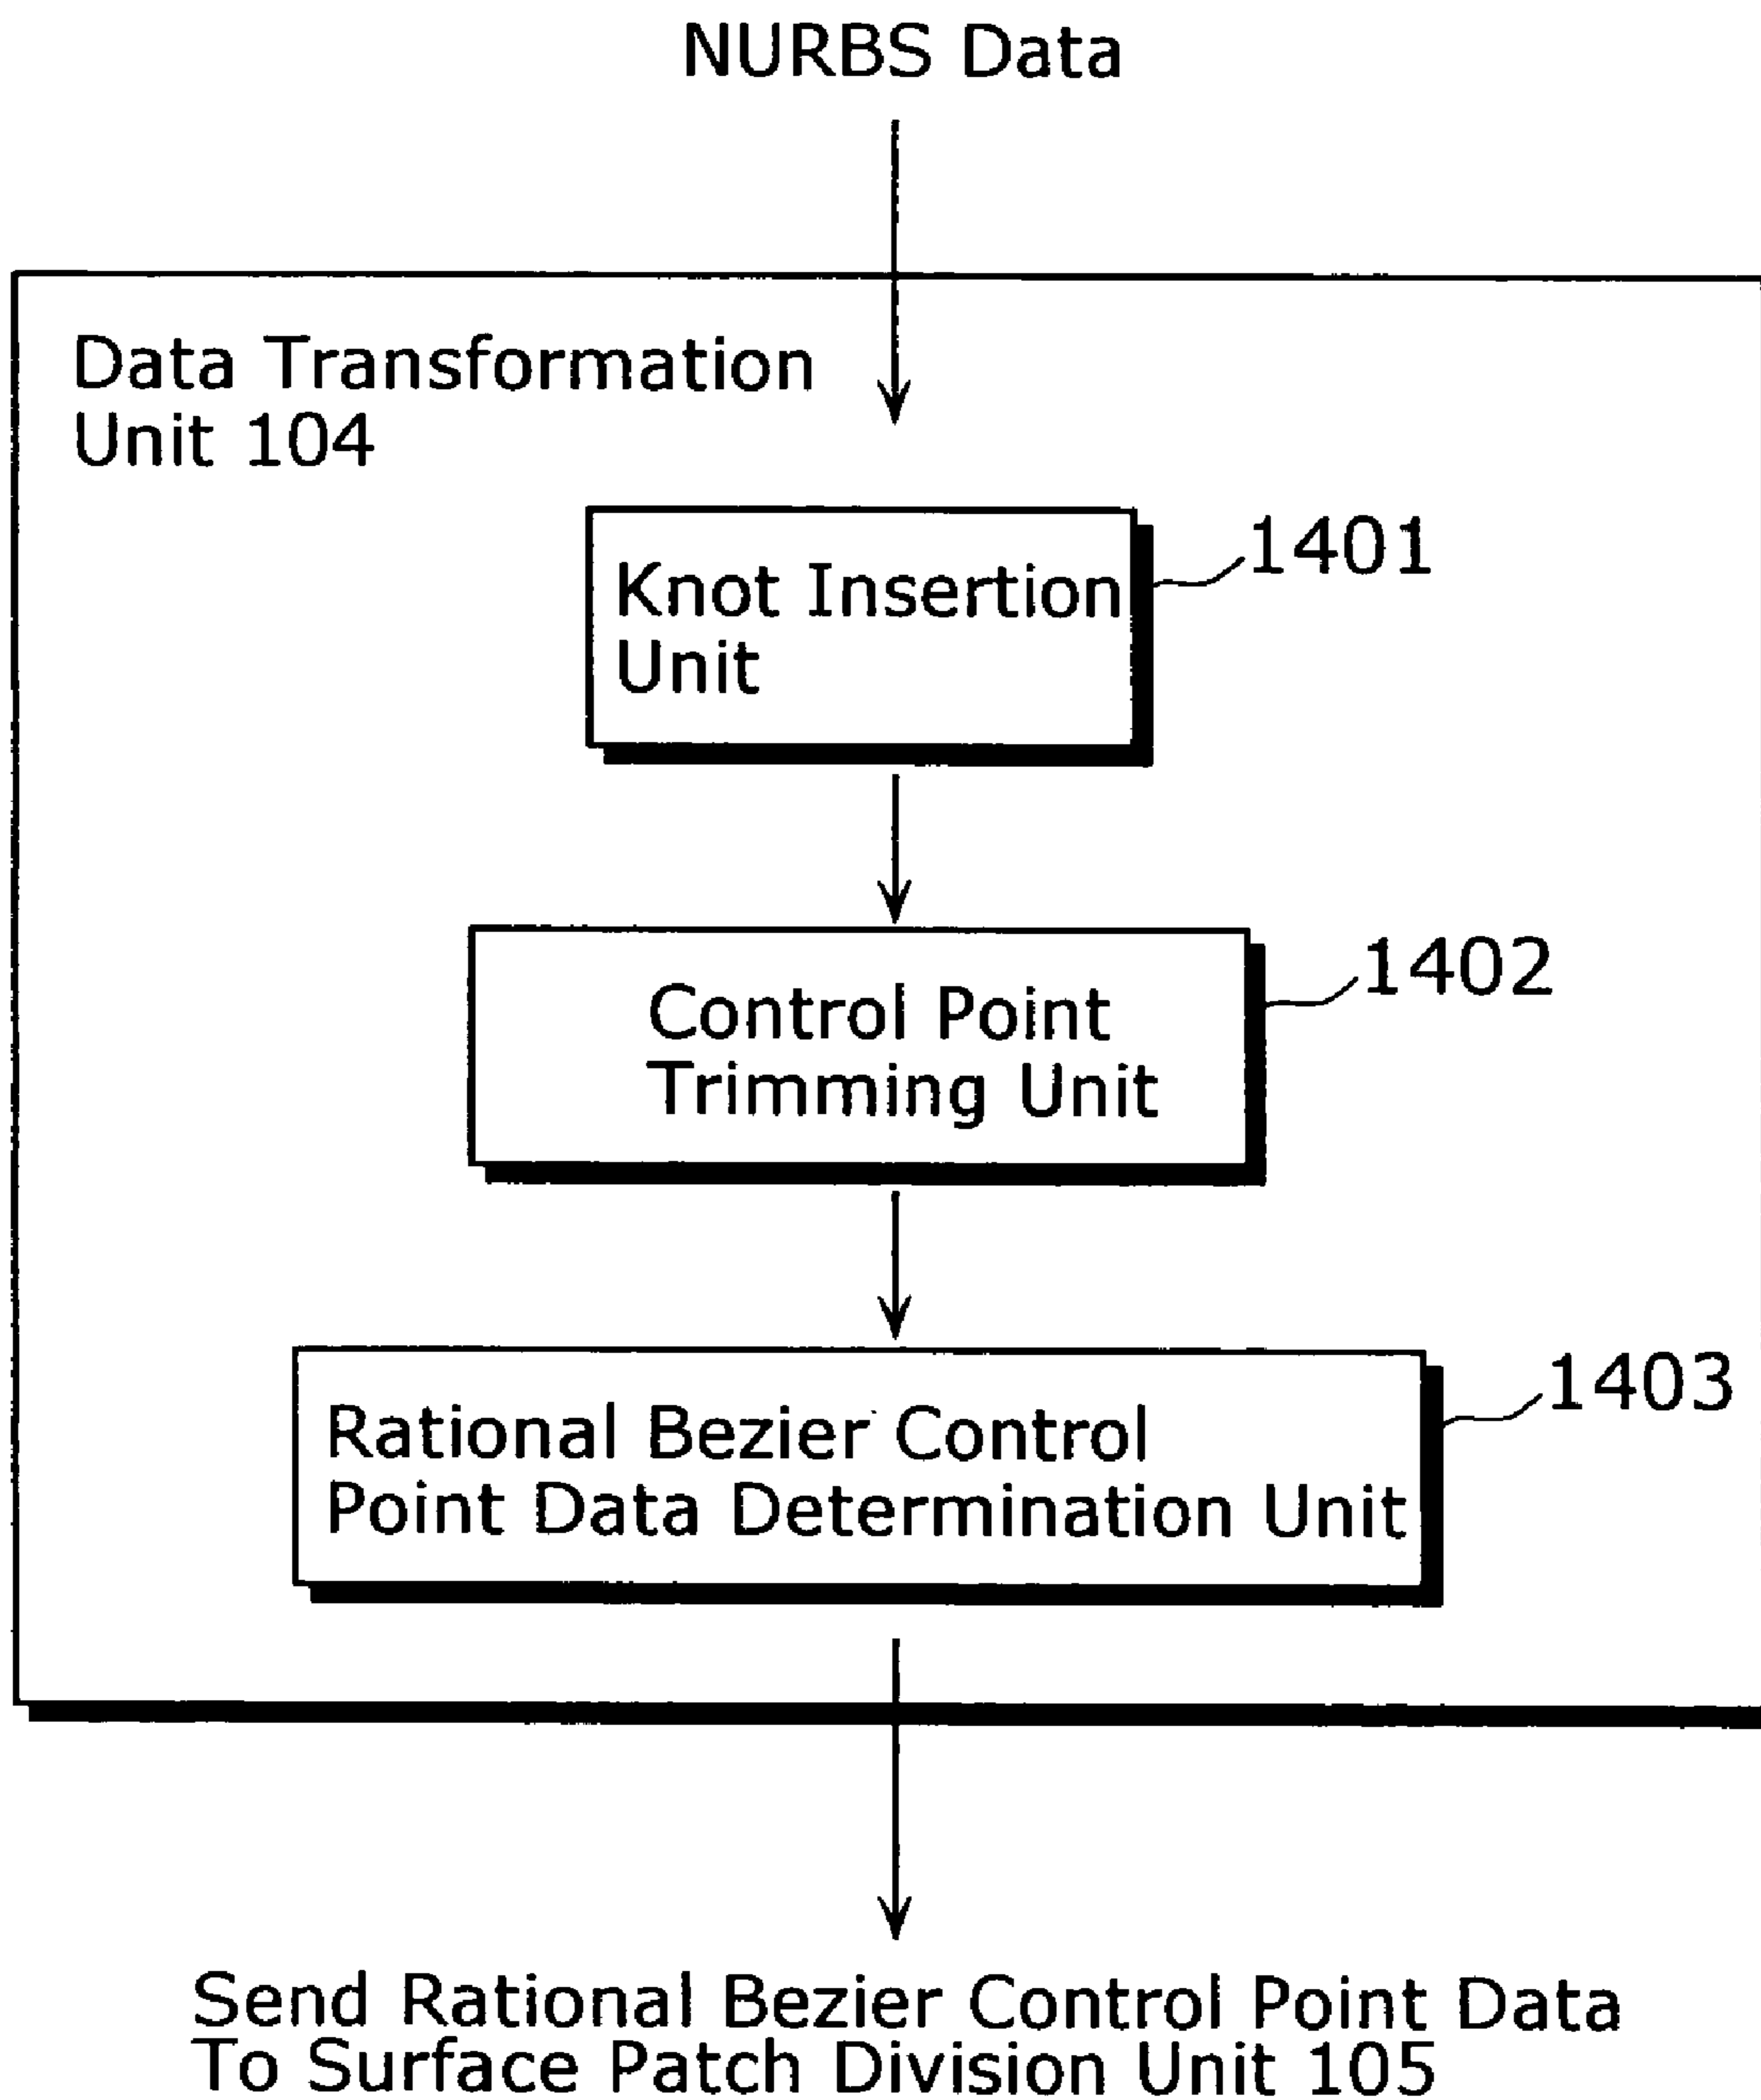 NURBS Data
Data Transformation
Unit 104
Knot Insertion
Unit
1401
Control Point
Trimming Unit
1402
Rational Bezier Control
Point Data Determination Unit
1403
Send Rational Bezier Control Point Data
To Surface Patch Division Unit 105